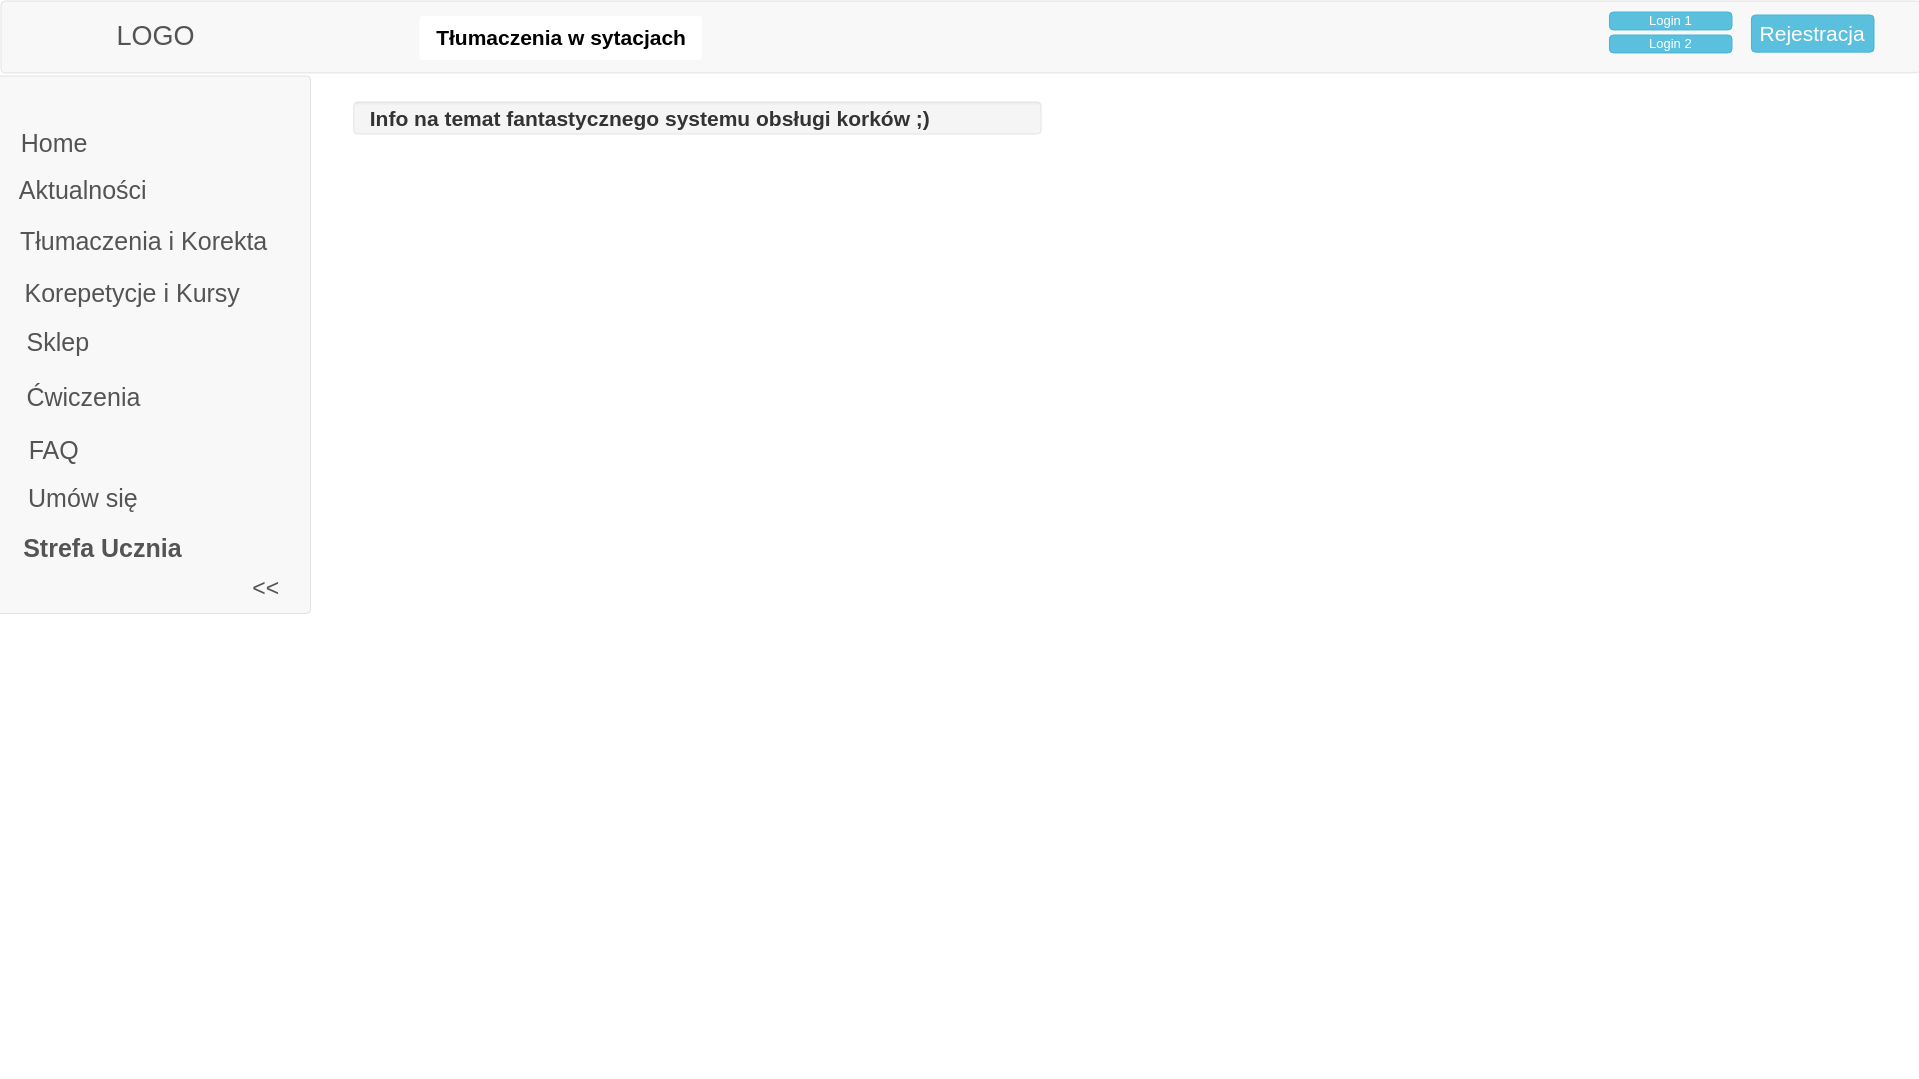 LOGO
Tłumaczenia w sytacjach
Login 1
Login 2
Rejestracja
Info na temat fantastycznego systemu obsługi korków ;)
Home
Aktualności
Tłumaczenia i Korekta
Korepetycje i Kursy
Sklep
Ćwiczenia
FAQ
Umów się
Strefa Ucznia
<<